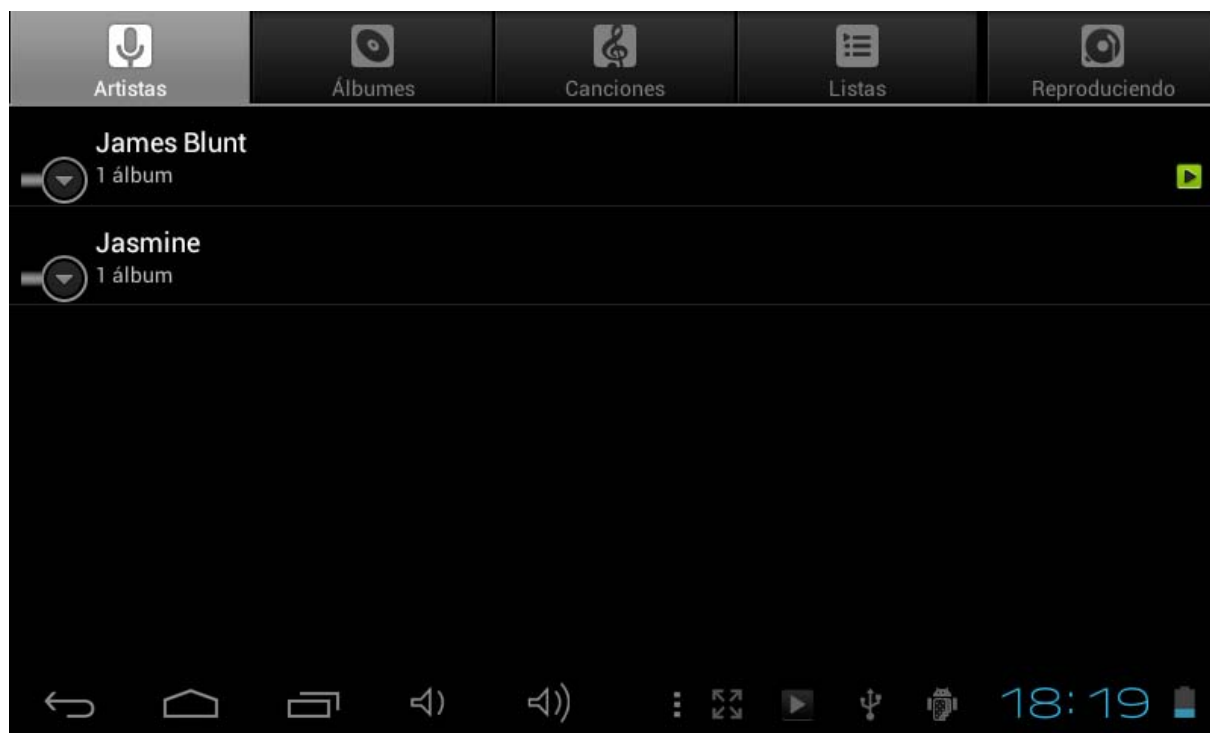 Artistas
Álbumes
Canciones
Listas
Reproduciendo
James Blunt
1 álbum
Jasmine
1 álbum
18:19